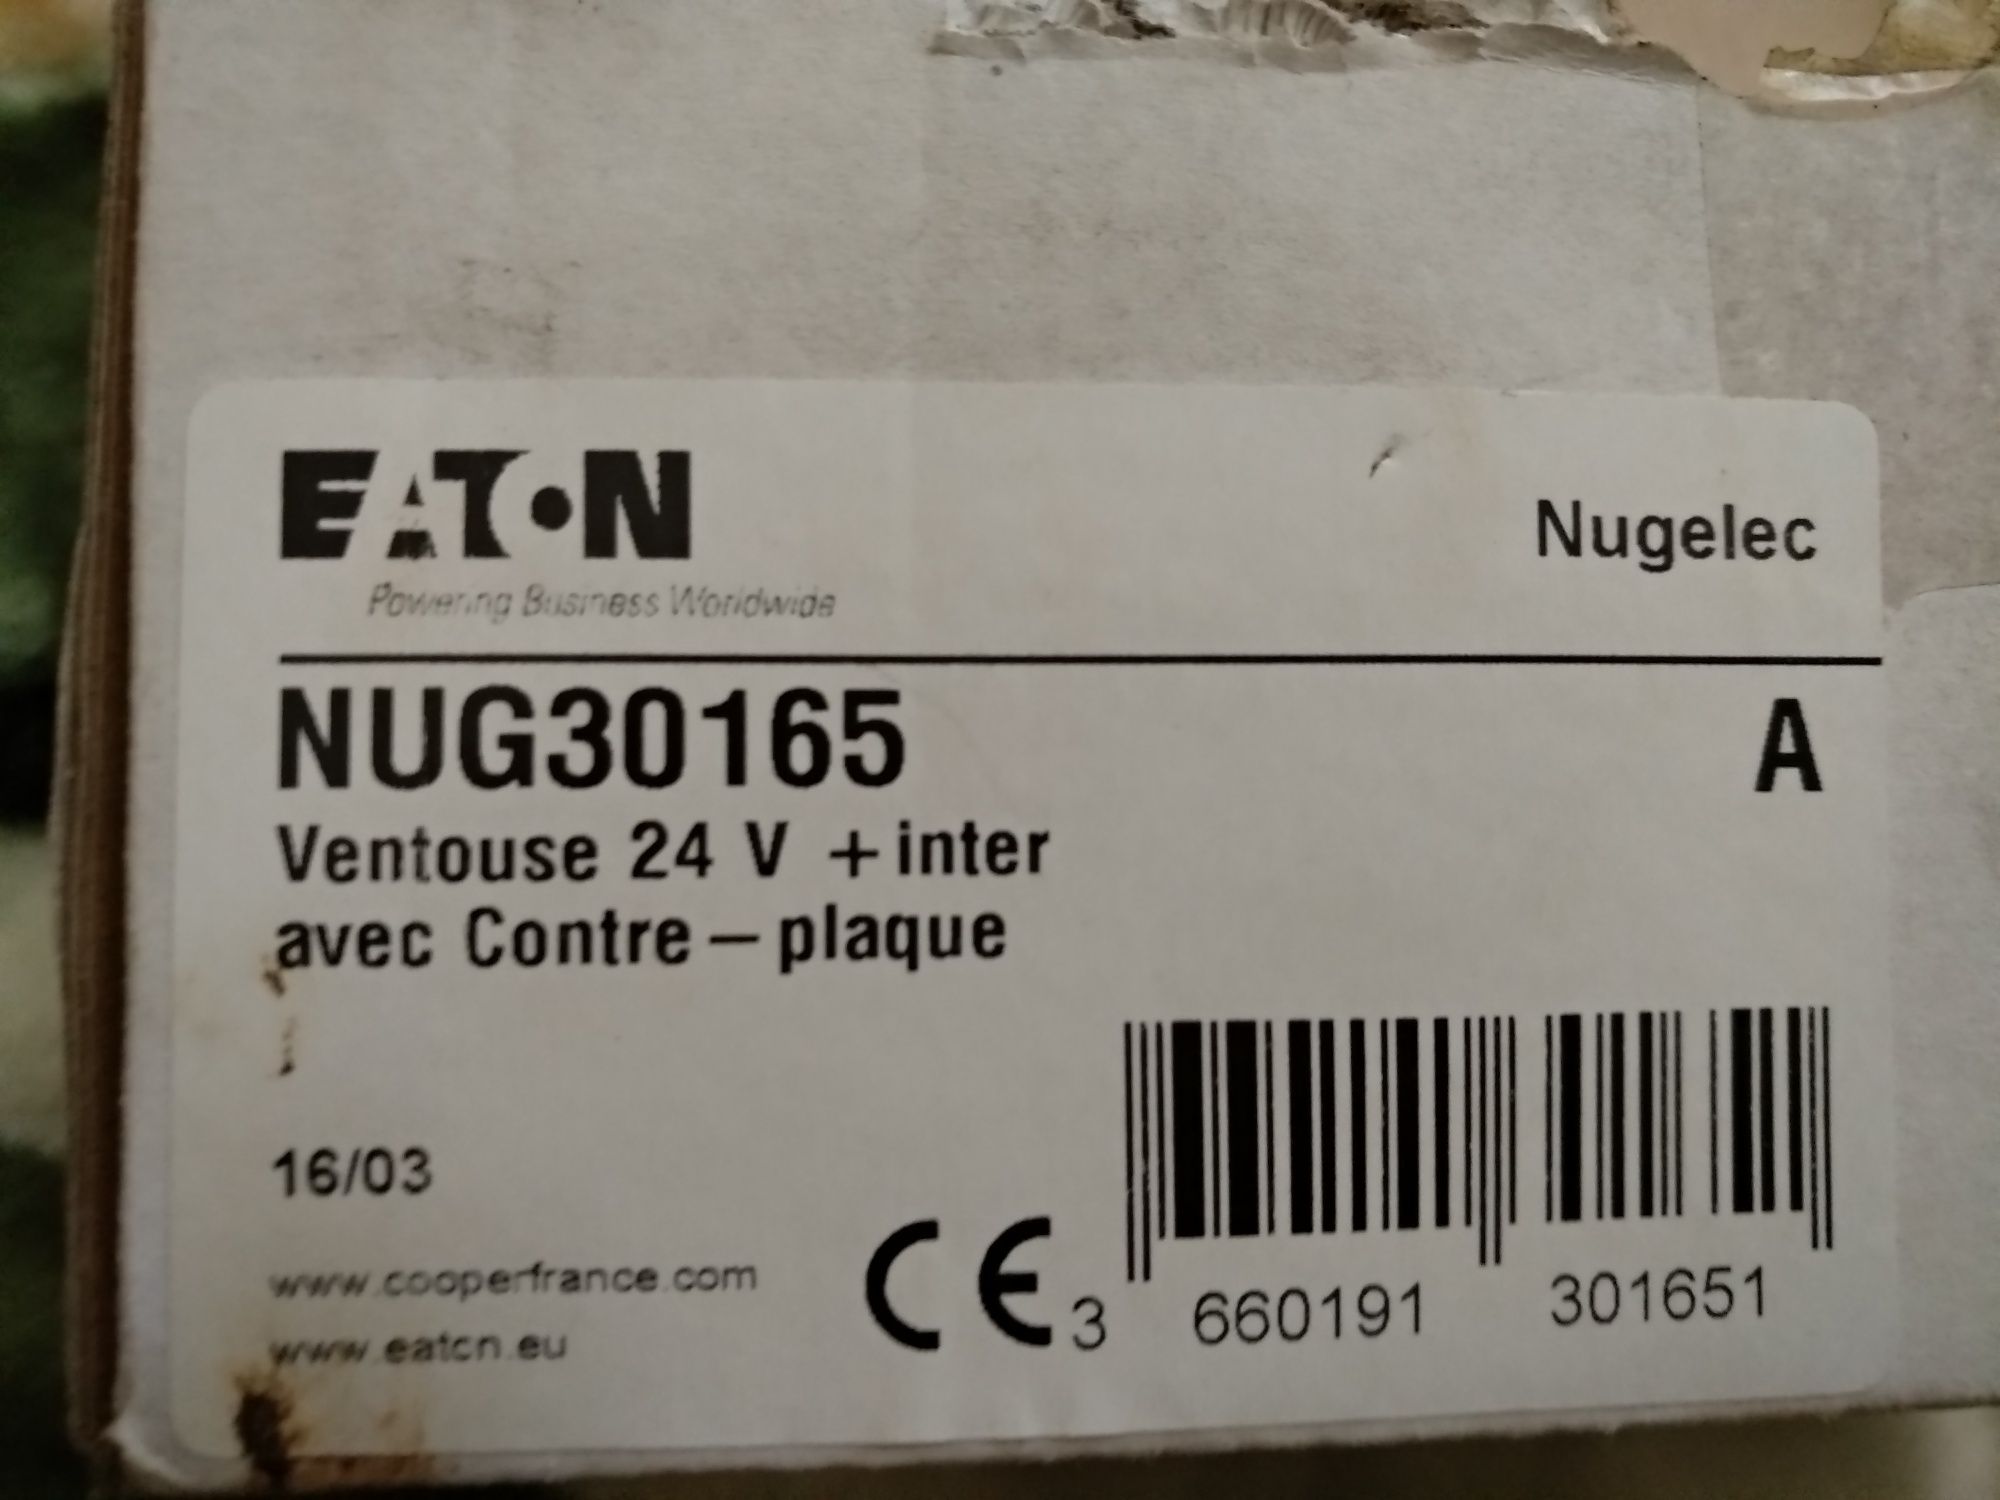 EATON
Powering Business Worldwide
Nugelec
NUG30165
A
Ventouse 24 V + inter
avec Contre-plaque
16/03
www.cooperfrance.com
www.eaton.eu
CE
3 660191 301651